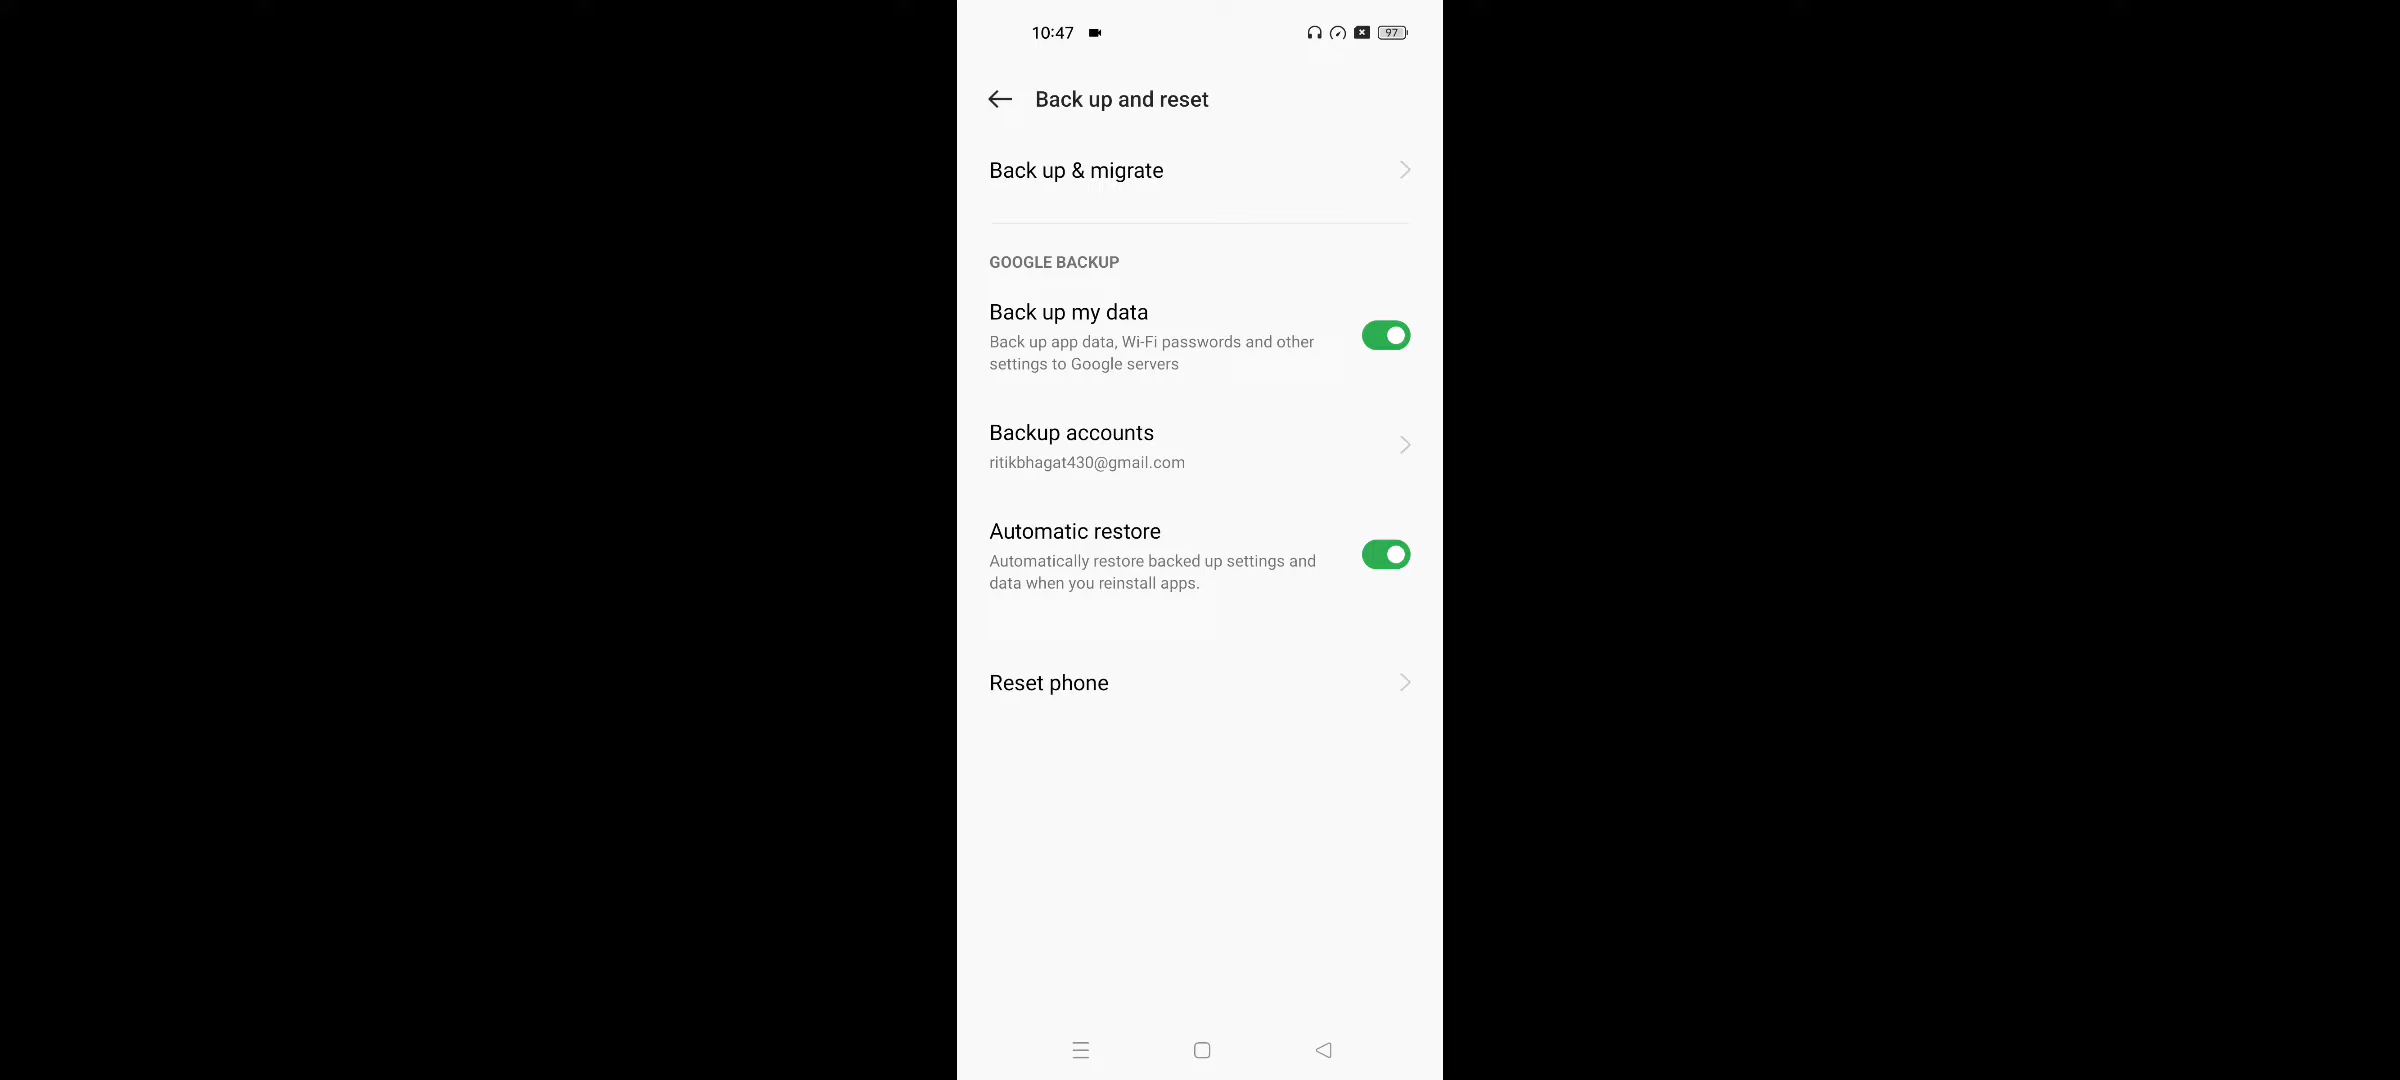 10:47
97
Back up and reset
Back up & migrate
GOOGLE BACKUP
Back up my data
Back up app data, Wi-Fi passwords and other
settings to Google servers
Backup accounts
ritikbhagat430@gmail.com
Automatic restore
Automatically restore backed up settings and
data when you reinstall apps.
Reset phone